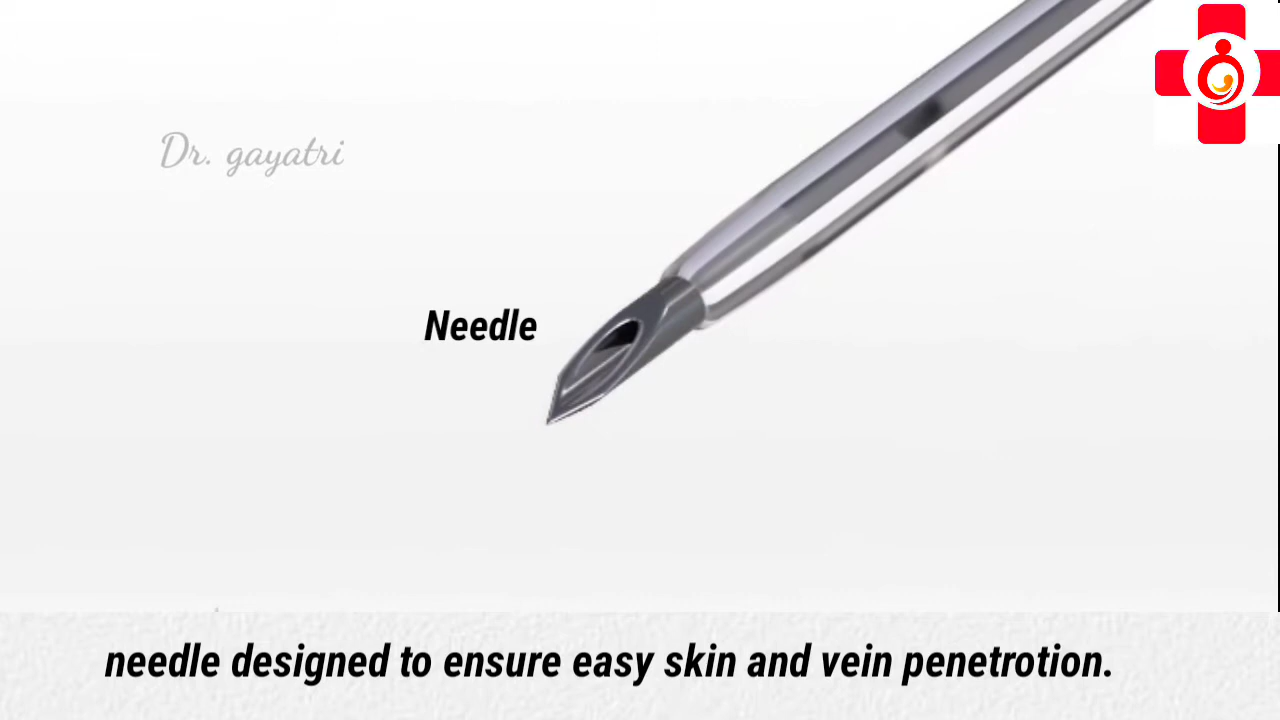 Dr. gayatri
Needle
needle designed to ensure easy skin and vein penetrotion.